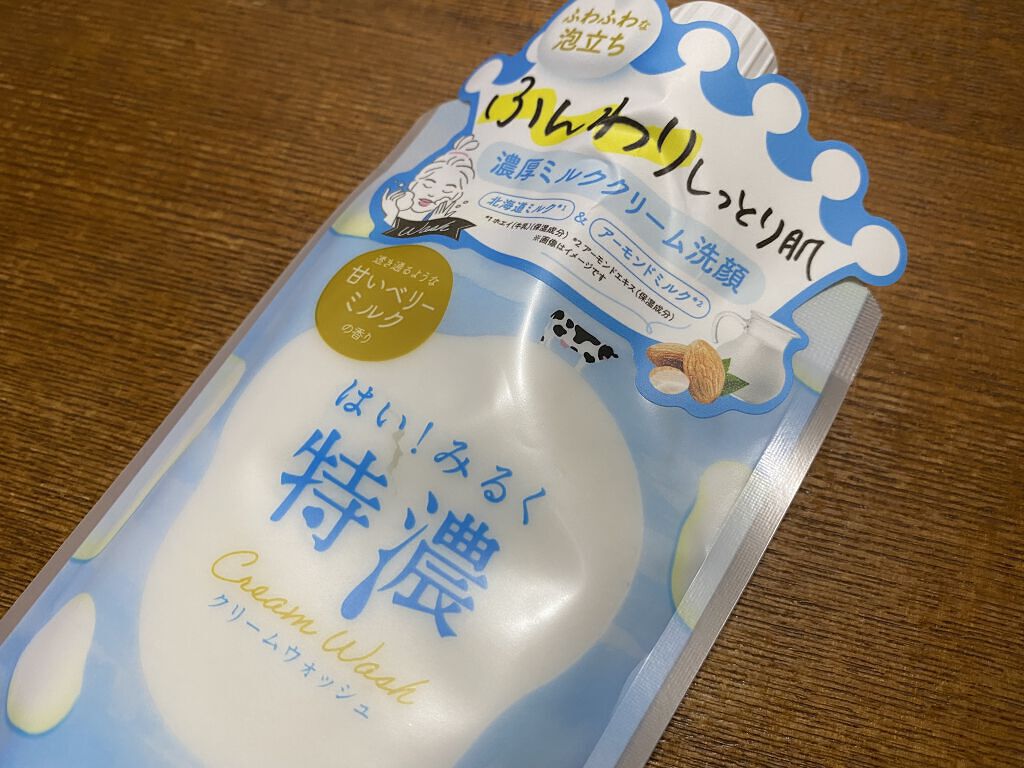 ふわふわな
泡立ち
ふんわりしっとり肌
濃厚ミルククリーム洗顔
北海道ミルク*1 & アーモンドミルク*2
*1 ホエイ(牛乳)(保湿成分) *2 アーモンドエキス(保湿成分)
※画像はイメージです
Wash
透き通るような
甘いベリー
ミルク
の香り
はい!みるく
特濃
Cream Wash
クリームウォッシュ